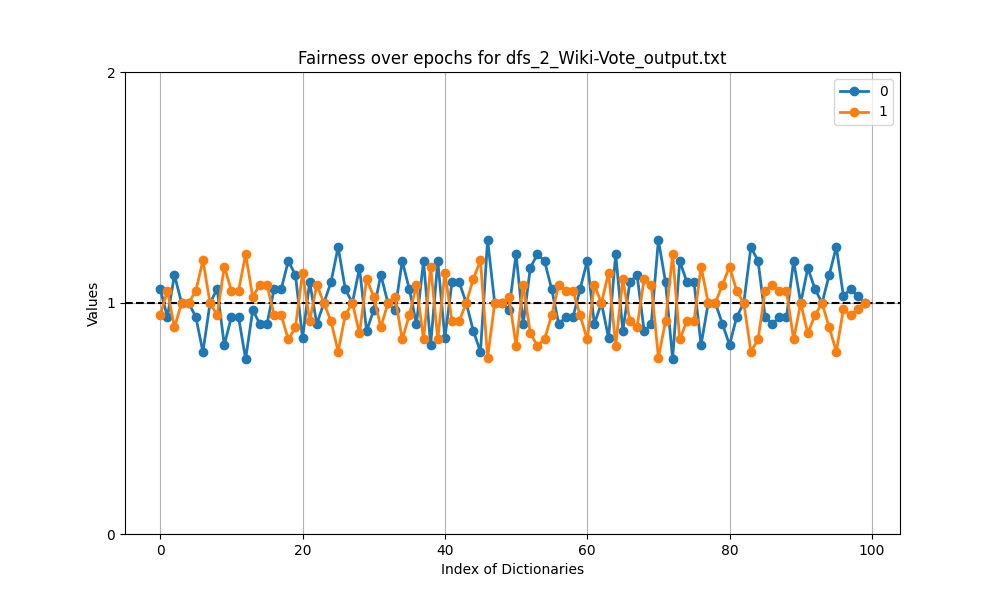 Fairness over epochs for dfs_2_Wiki-Vote_output.txt
2
0
1
1
Values
0
0 20 40 60 80 100
Index of Dictionaries